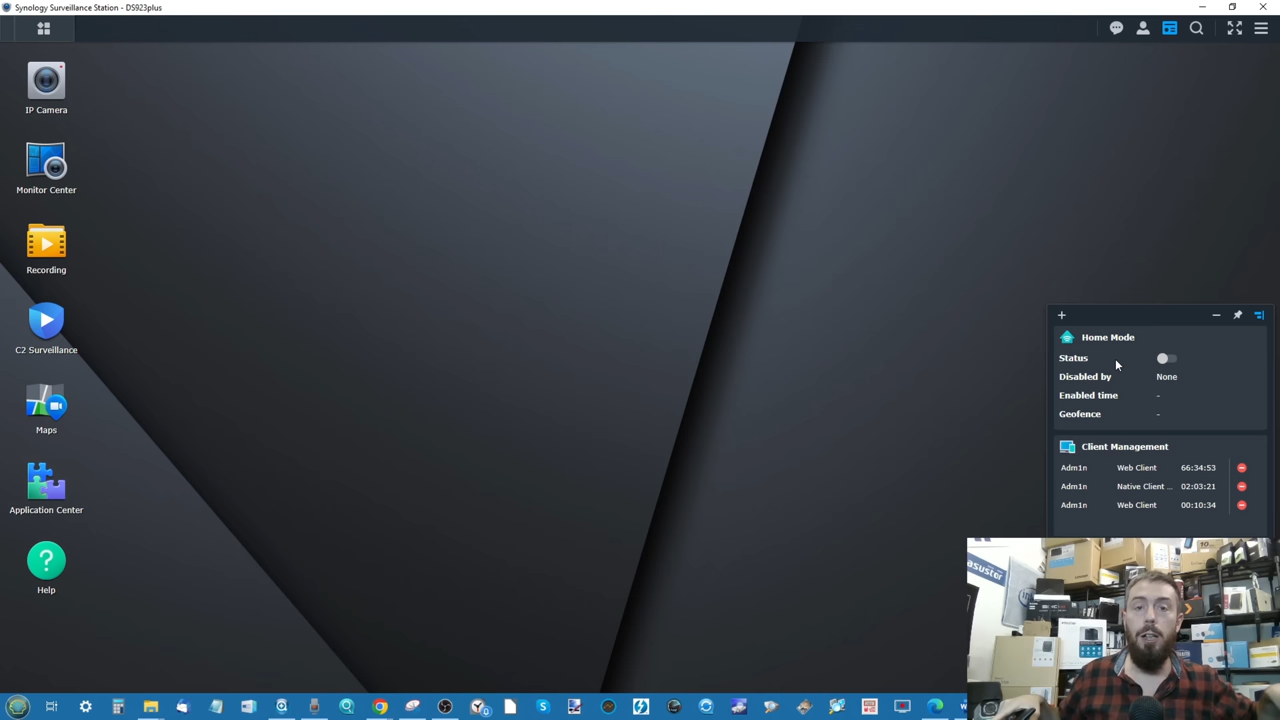 Synology Surveillance Station - DS923plus
IP Camera
Monitor Center
Recording
C2 Surveillance
Maps
Application Center
?
Help
Home Mode
Status
Disabled by None
Enabled time -
Geofence -
Client Management
Adm1n Web Client 66:34:53
Adm1n Native Client ... 02:03:21
Adm1n Web Client 00:10:34
asustor